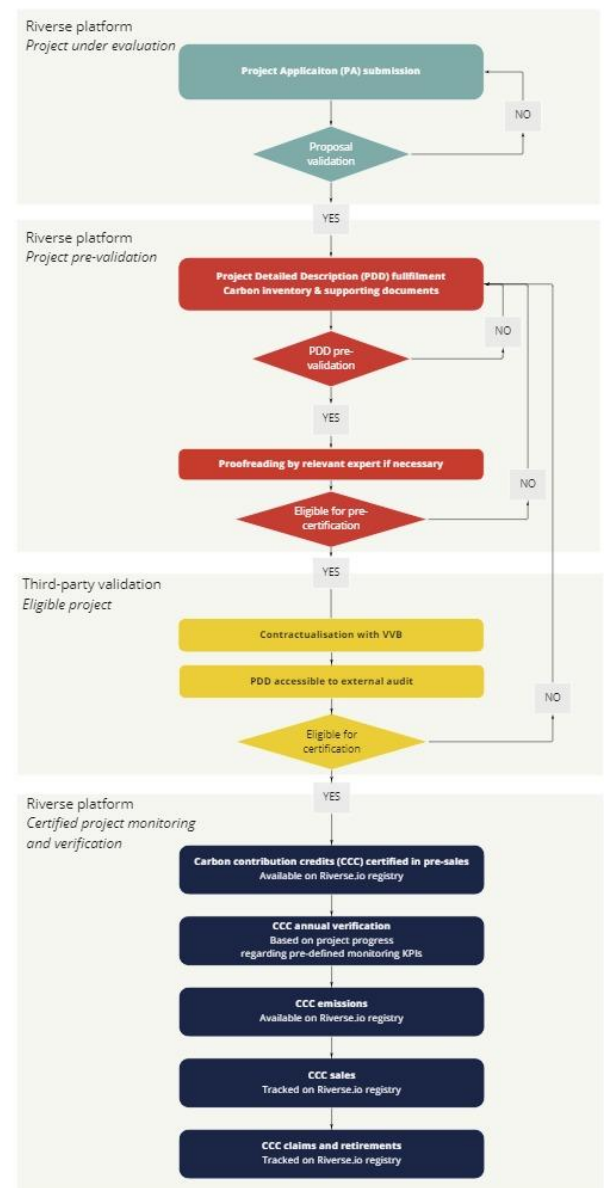 Riverse platform
Project under evaluation
Project Applicaiton (PA) submission
NO
Proposal
validation
YES
Riverse platform
Project pre-validation
Project Detailed Description (PDD) fullfilment
Carbon inventory & supporting documents
NO
PDD pre-
validation
YES
Proofreading by relevant expert if necessary
NO
Eligible for pre-
certification
YES
Third-party validation
Eligible project
Contractualisation with VVB
PDD accessible to external audit
NO
Eligible for
certification
YES
Riverse platform
Certified project monitoring
and verification
Carbon contribution credits (CCC) certified in pre-sales
Available on Riverse.io registry
CCC annual verification
Based on project progress
regarding pre-defined monitoring KPIs
CCC emissions
Available on Riverse.io registry
CCC sales
Tracked on Riverse.io registry
CCC claims and retirements
Tracked on Riverse.io registry